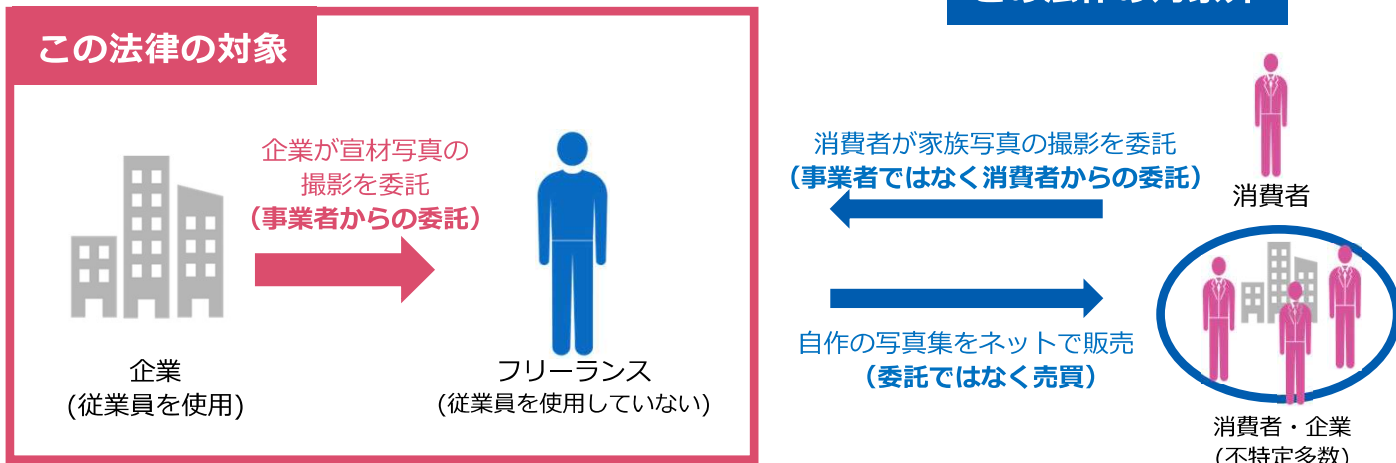 この法律の対象
企業が宣材写真の
撮影を委託
（事業者からの委託）
企業
(従業員を使用)
フリーランス
(従業員を使用していない)
消費者が家族写真の撮影を委託
（事業者ではなく消費者からの委託）
消費者
自作の写真集をネットで販売
（委託ではなく売買）
消費者・企業
(不特定多数)